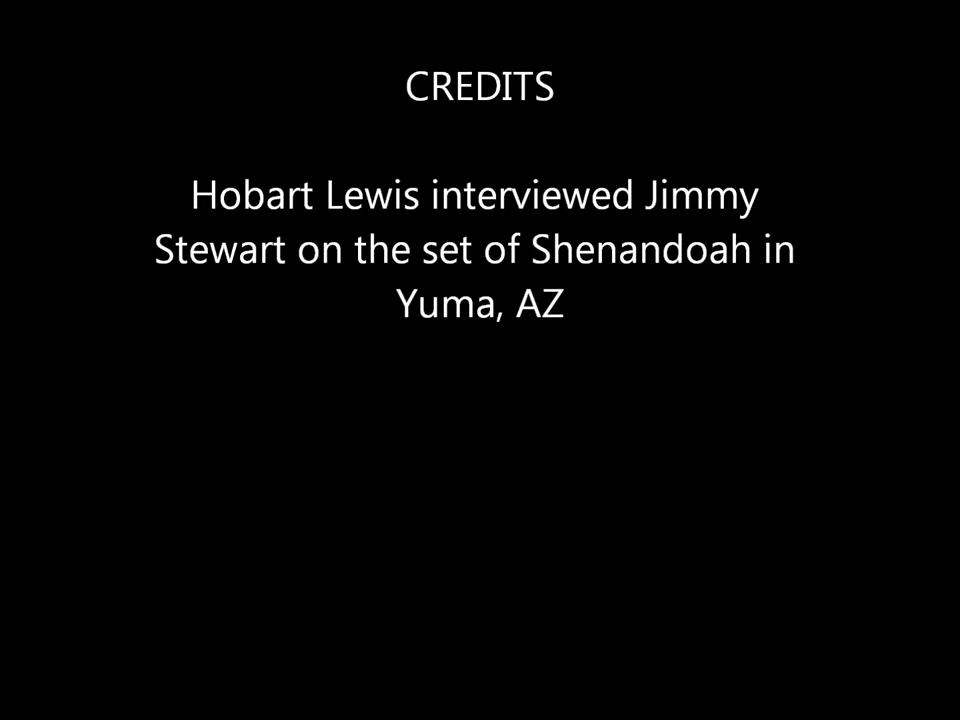 CREDITS
Hobart Lewis interviewed Jimmy
Stewart on the set of Shenandoah in
Yuma, AZ